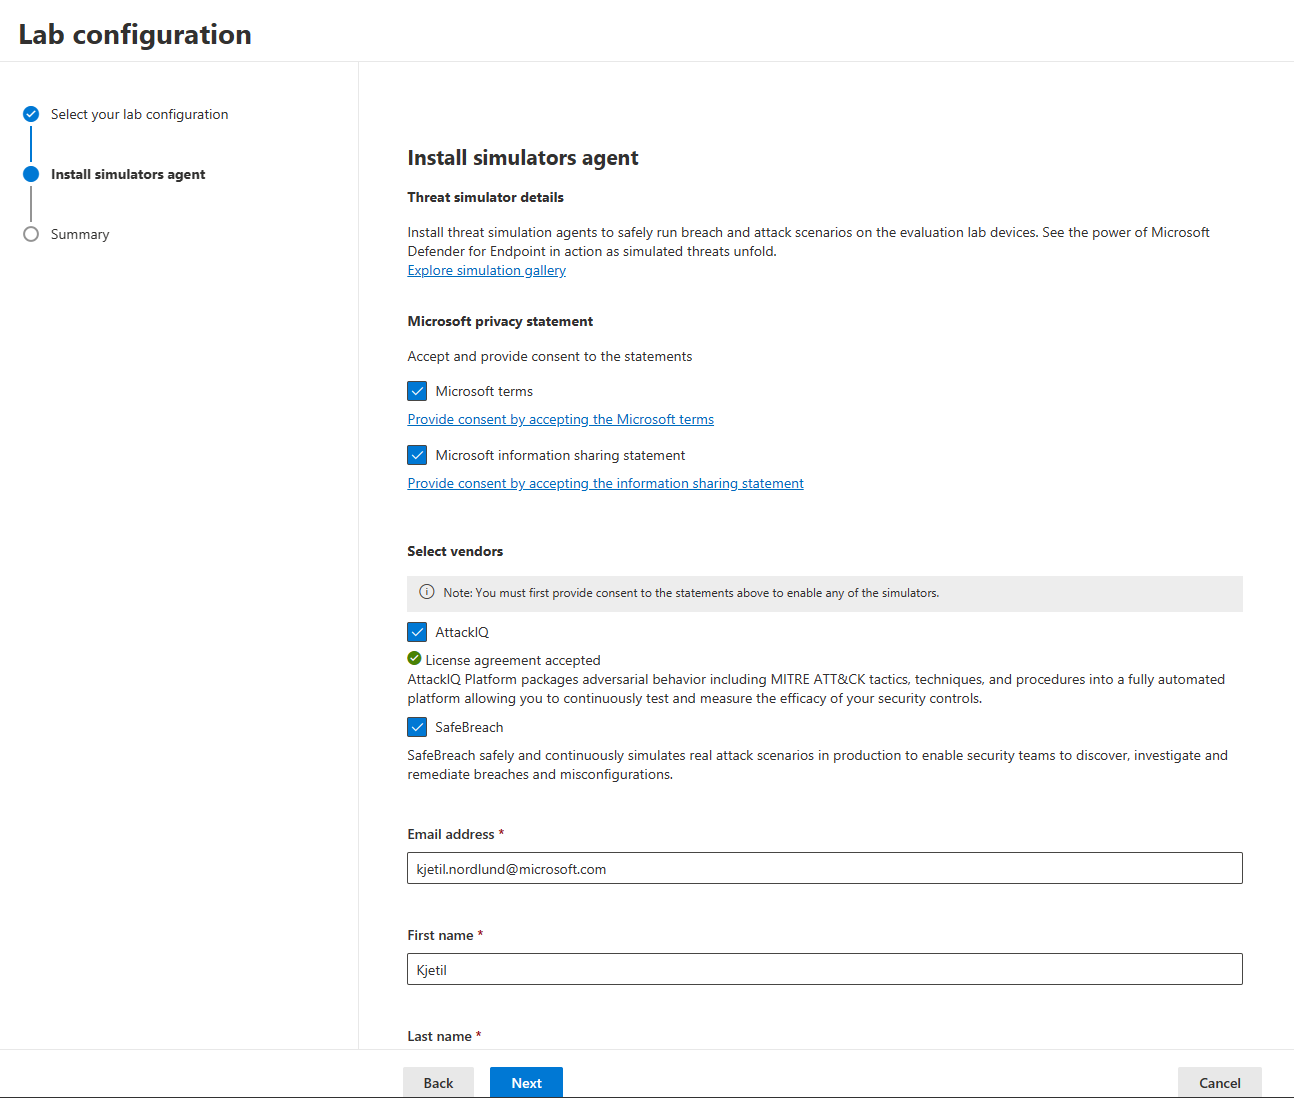 Lab configuration
Select your lab configuration
Install simulators agent
Summary
Install simulators agent
Threat simulator details
Install threat simulation agents to safely run breach and attack scenarios on the evaluation lab devices. See the power of Microsoft
Defender for Endpoint in action as simulated threats unfold.
Explore simulation gallery
Microsoft privacy statement
Accept and provide consent to the statements
Microsoft terms
Provide consent by accepting the Microsoft terms
Microsoft information sharing statement
Provide consent by accepting the information sharing statement
Select vendors
Note: You must first provide consent to the statements above to enable any of the simulators.
AttackIQ
License agreement accepted
AttackIQ Platform packages adversarial behavior including MITRE ATT&CK tactics, techniques, and procedures into a fully automated
platform allowing you to continuously test and measure the efficacy of your security controls.
SafeBreach
SafeBreach safely and continuously simulates real attack scenarios in production to enable security teams to discover, investigate and
remediate breaches and misconfigurations.
Email address *
kjetil.nordlund@microsoft.com
First name *
Kjetil
Last name *
Back
Next
Cancel